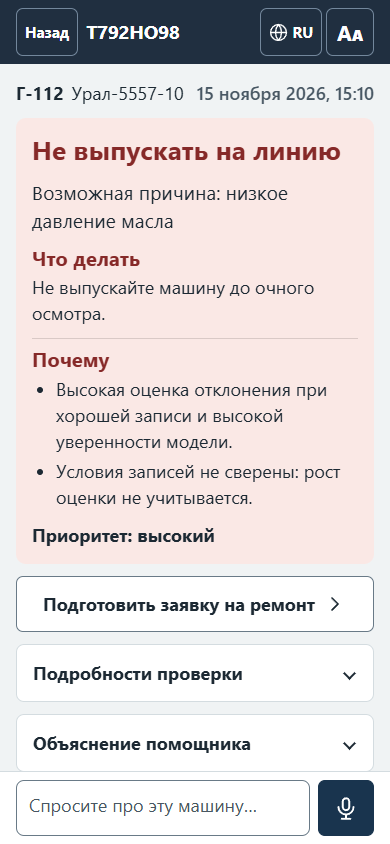 Назад
Т792НО98
RU
Aa
Г-112 Урал-5557-10 15 ноября 2026, 15:10
Не выпускать на линию
Возможная причина: низкое
давление масла
Что делать
Не выпускайте машину до очного
осмотра.
Почему
• Высокая оценка отклонения при
хорошей записи и высокой
уверенности модели.
• Условия записей не сверены: рост
оценки не учитывается.
Приоритет: высокий
Подготовить заявку на ремонт
Подробности проверки
Объяснение помощника
Спросите про эту машину...